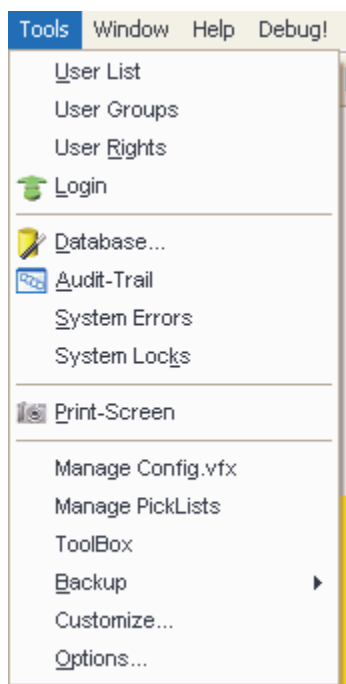 Tools Window Help Debug!
User List
User Groups
User Rights
Login
Database...
Audit-Trail
System Errors
System Locks
Print-Screen
Manage Config.vfx
Manage PickLists
ToolBox
Backup
Customize...
Options...